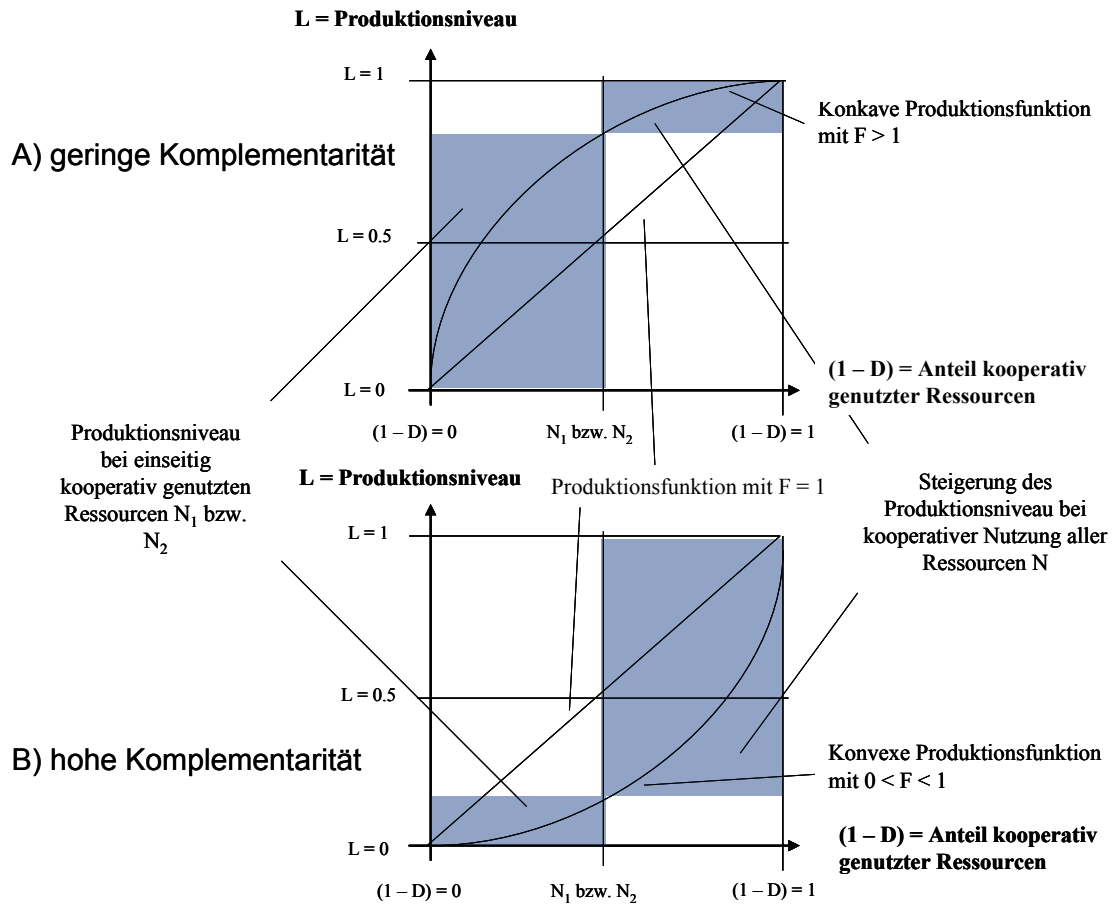 L = Produktionsniveau
L = 1
Konkave Produktionsfunktion
mit F > 1
A) geringe Komplementarität
L = 0.5
(1 – D) = Anteil kooperativ
genutzter Ressourcen
L = 0
(1 – D) = 0
N1 bzw. N2
(1 – D) = 1
Produktionsniveau
bei einseitig
kooperativ genutzten
Ressourcen N1 bzw.
N2
L = Produktionsniveau
Produktionsfunktion mit F = 1
Steigerung des
Produktionsniveau bei
kooperativer Nutzung aller
Ressourcen N
L = 1
L = 0.5
B) hohe Komplementarität
Konvexe Produktionsfunktion
mit 0 < F < 1
L = 0
(1 – D) = Anteil kooperativ
genutzter Ressourcen
(1 – D) = 0
N1 bzw. N2
(1 – D) = 1